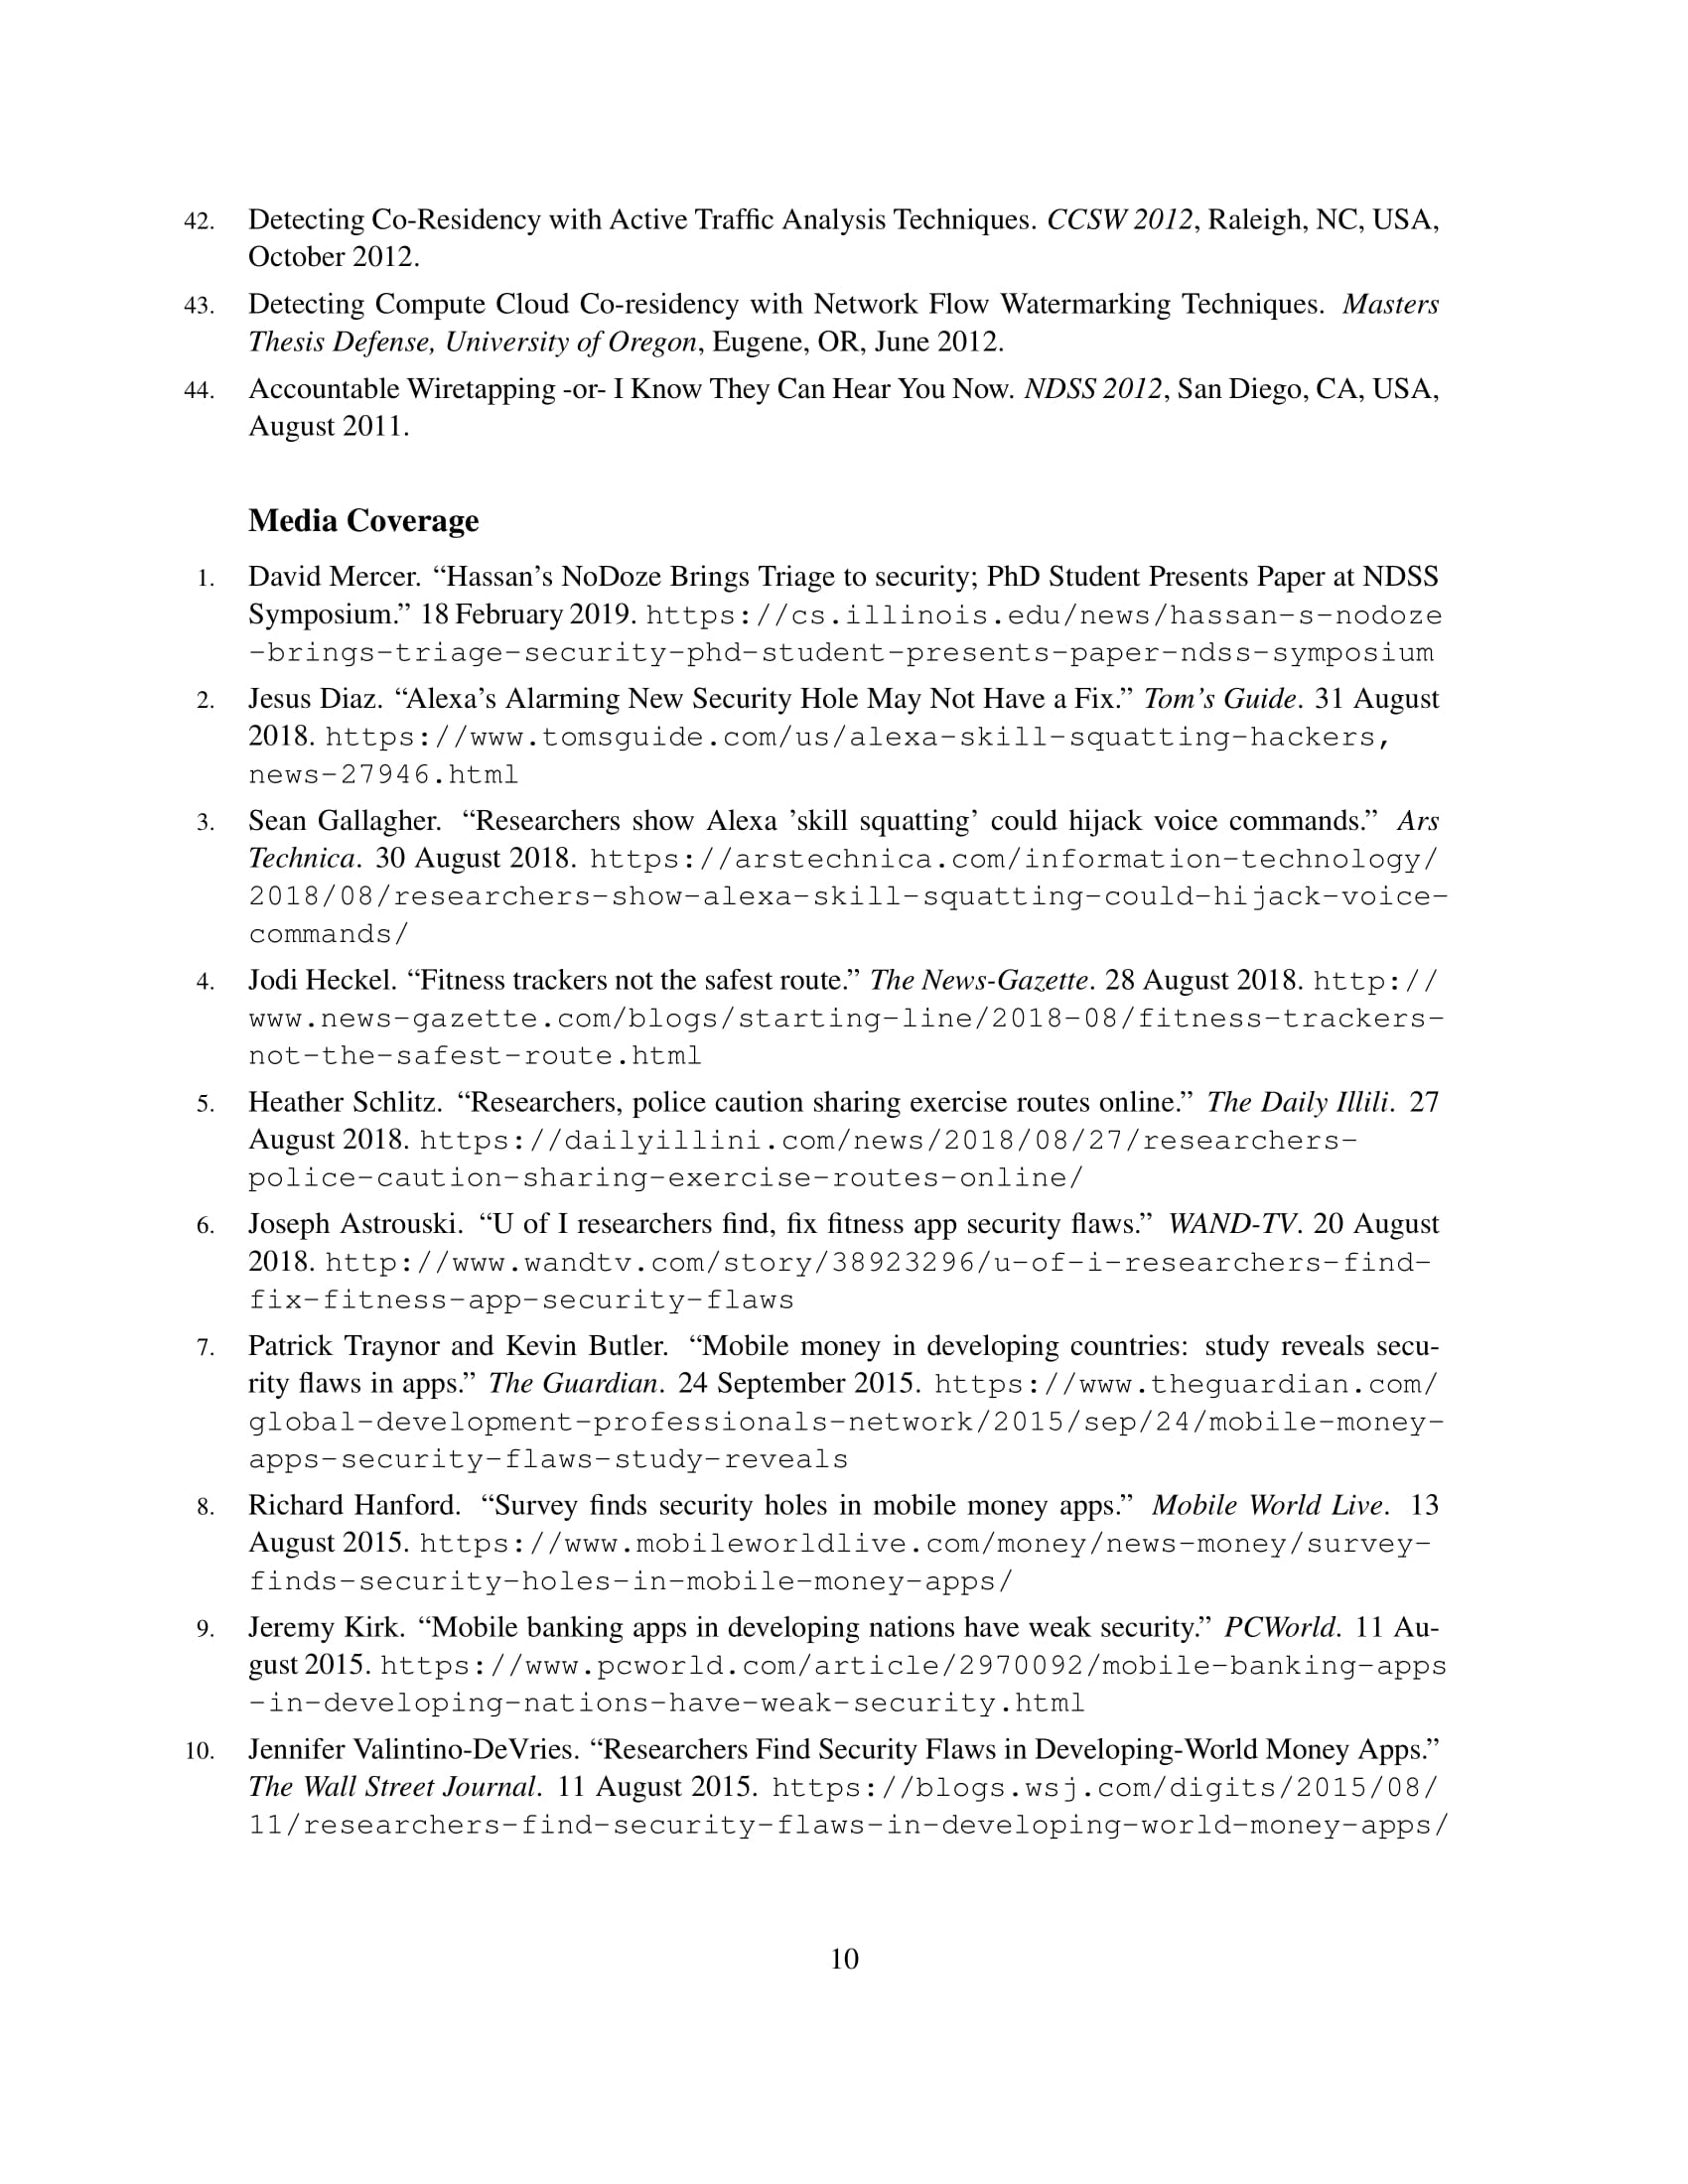 42. Detecting Co-Residency with Active Traffic Analysis Techniques. CCSW 2012, Raleigh, NC, USA,
October 2012.
43. Detecting Compute Cloud Co-residency with Network Flow Watermarking Techniques. Masters
Thesis Defense, University of Oregon, Eugene, OR, June 2012.
44. Accountable Wiretapping -or- I Know They Can Hear You Now. NDSS 2012, San Diego, CA, USA,
August 2011.
Media Coverage
1. David Mercer. “Hassan’s NoDoze Brings Triage to security; PhD Student Presents Paper at NDSS
Symposium.” 18 February 2019. https://cs.illinois.edu/news/hassan-s-nodoze
-brings-triage-security-phd-student-presents-paper-ndss-symposium
2. Jesus Diaz. “Alexa’s Alarming New Security Hole May Not Have a Fix.” Tom’s Guide. 31 August
2018. https://www.tomsguide.com/us/alexa-skill-squatting-hackers,
news-27946.html
3. Sean Gallagher. “Researchers show Alexa ’skill squatting’ could hijack voice commands.” Ars
Technica. 30 August 2018. https://arstechnica.com/information-technology/
2018/08/researchers-show-alexa-skill-squatting-could-hijack-voice-
commands/
4. Jodi Heckel. “Fitness trackers not the safest route.” The News-Gazette. 28 August 2018. http://
www.news-gazette.com/blogs/starting-line/2018-08/fitness-trackers-
not-the-safest-route.html
5. Heather Schlitz. “Researchers, police caution sharing exercise routes online.” The Daily Illili. 27
August 2018. https://dailyillini.com/news/2018/08/27/researchers-
police-caution-sharing-exercise-routes-online/
6. Joseph Astrouski. “U of I researchers find, fix fitness app security flaws.” WAND-TV. 20 August
2018. http://www.wandtv.com/story/38923296/u-of-i-researchers-find-
fix-fitness-app-security-flaws
7. Patrick Traynor and Kevin Butler. “Mobile money in developing countries: study reveals secu-
rity flaws in apps.” The Guardian. 24 September 2015. https://www.theguardian.com/
global-development-professionals-network/2015/sep/24/mobile-money-
apps-security-flaws-study-reveals
8. Richard Hanford. “Survey finds security holes in mobile money apps.” Mobile World Live. 13
August 2015. https://www.mobileworldlive.com/money/news-money/survey-
finds-security-holes-in-mobile-money-apps/
9. Jeremy Kirk. “Mobile banking apps in developing nations have weak security.” PCWorld. 11 Au-
gust 2015. https://www.pcworld.com/article/2970092/mobile-banking-apps
-in-developing-nations-have-weak-security.html
10. Jennifer Valintino-DeVries. “Researchers Find Security Flaws in Developing-World Money Apps.”
The Wall Street Journal. 11 August 2015. https://blogs.wsj.com/digits/2015/08/
11/researchers-find-security-flaws-in-developing-world-money-apps/
10